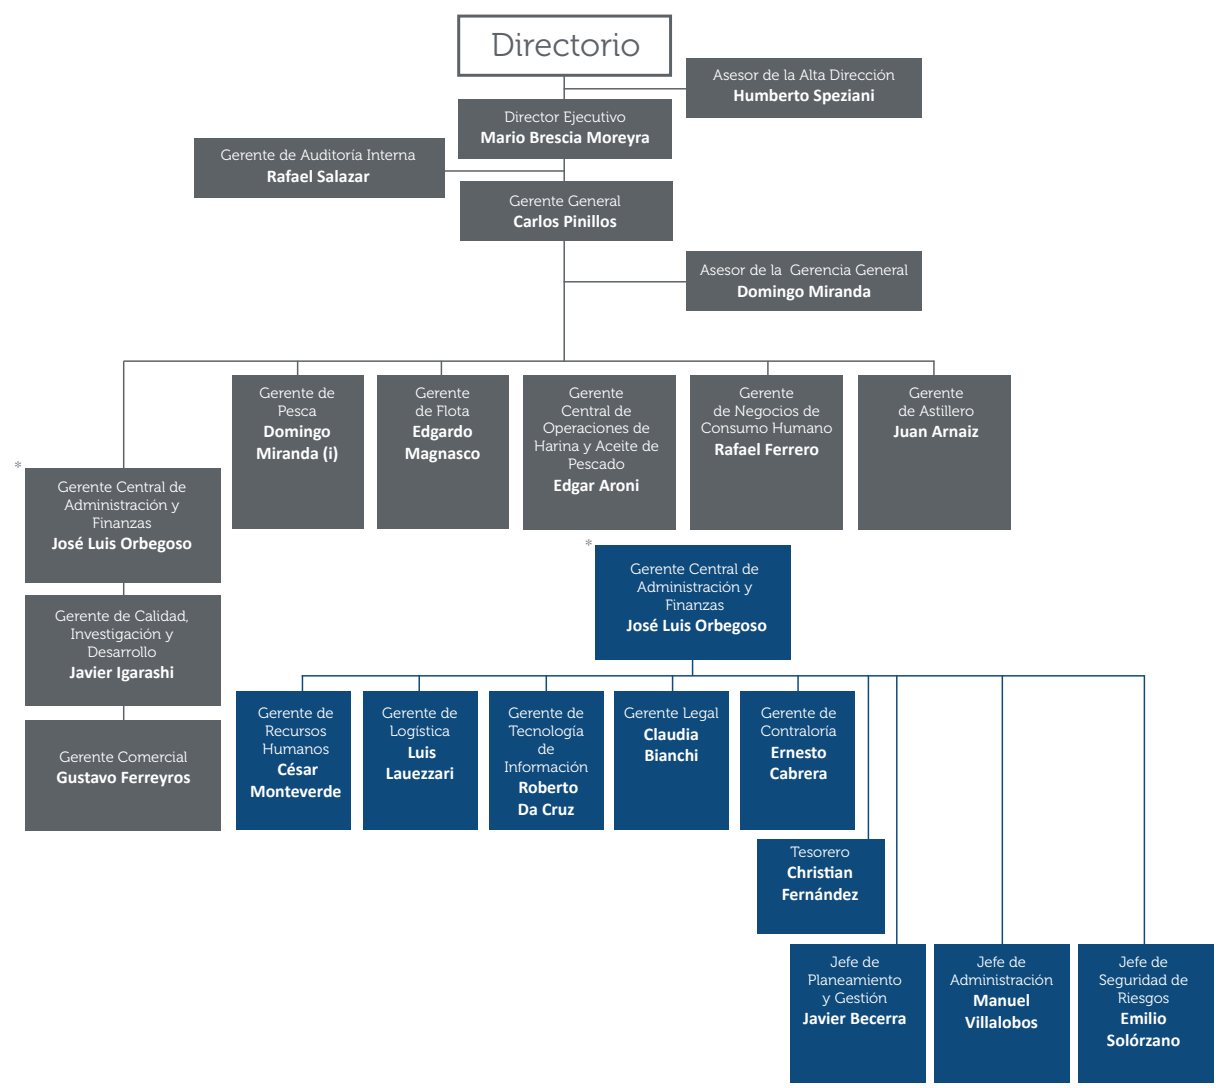 Directorio
Asesor de la Alta Dirección
Humberto Speziani
Director Ejecutivo
Mario Brescia Moreyra
Gerente de Auditoría Interna
Rafael Salazar
Gerente General
Carlos Pinillos
Asesor de la Gerencia General
Domingo Miranda
Gerente de
Pesca
Domingo
Miranda (i)
Gerente
de Flota
Edgardo
Magnasco
Gerente
Central de
Operaciones de
Harina y Aceite de
Pescado
Edgar Aroni
Gerente
de Negocios de
Consumo Humano
Rafael Ferrero
Gerente
de Astillero
Juan Arnaiz
*
Gerente Central de
Administración y
Finanzas
José Luis Orbegoso
Gerente de Calidad,
Investigación y
Desarrollo
Javier Igarashi
Gerente Comercial
Gustavo Ferreyros
*
Gerente Central de
Administración y
Finanzas
José Luis Orbegoso
Gerente de
Recursos
Humanos
César
Monteverde
Gerente de
Logística
Luis
Lauezzari
Gerente de
Tecnología
de
Información
Roberto
Da Cruz
Gerente Legal
Claudia
Bianchi
Gerente de
Contraloría
Ernesto
Cabrera
Tesorero
Christian
Fernández
Jefe de
Planeamiento
y Gestión
Javier Becerra
Jefe de
Administración
Manuel
Villalobos
Jefe de
Seguridad de
Riesgos
Emilio
Solórzano